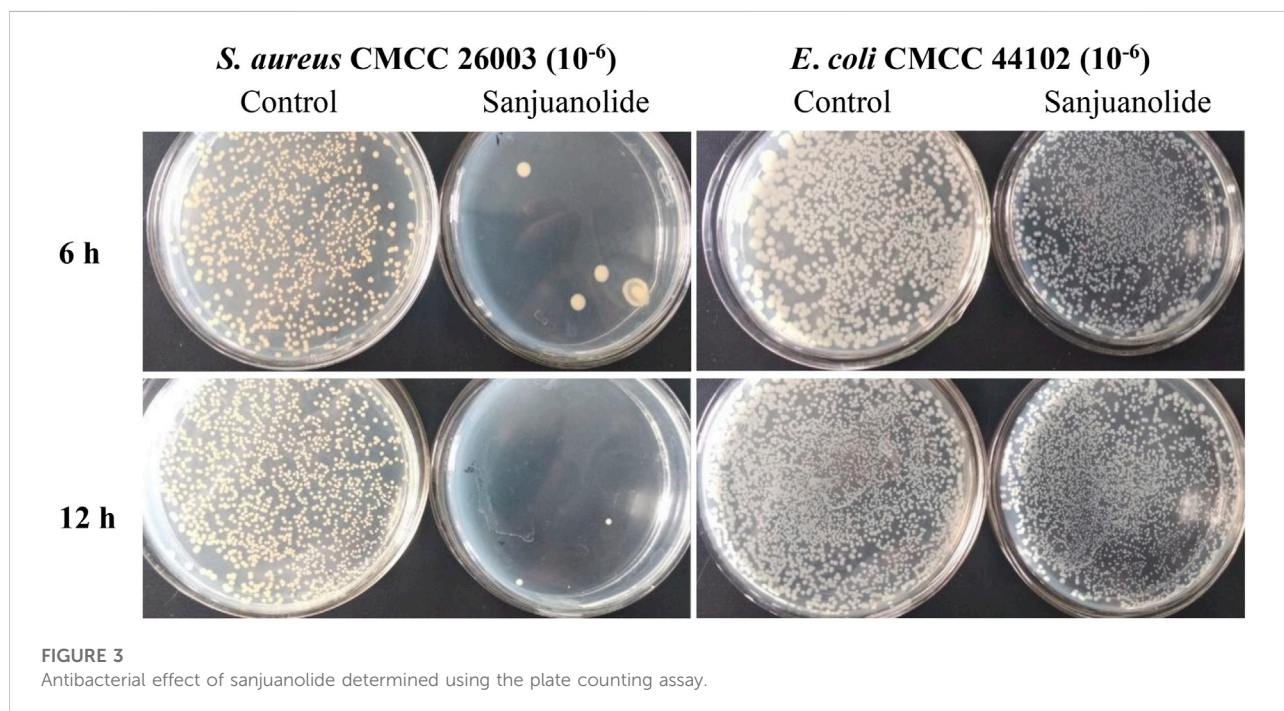 S. aureus CMCC 26003 (10⁻⁶)
E. coli CMCC 44102 (10⁻⁶)
Control
Sanjuanolide
Control
Sanjuanolide
6 h
12 h
FIGURE 3
Antibacterial effect of sanjuanolide determined using the plate counting assay.